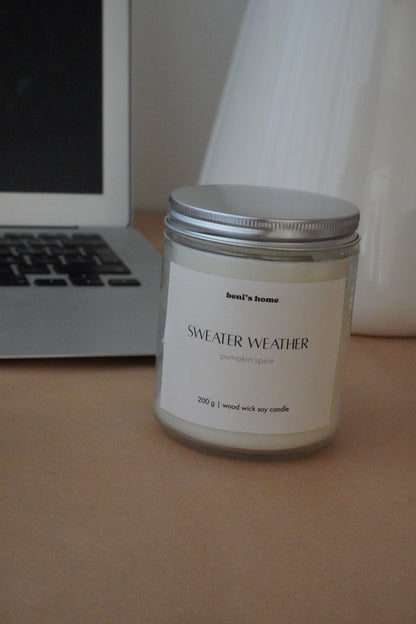 beni's home
SWEATER WEATHER
pumpkin spice
200 g | wood wick soy candle